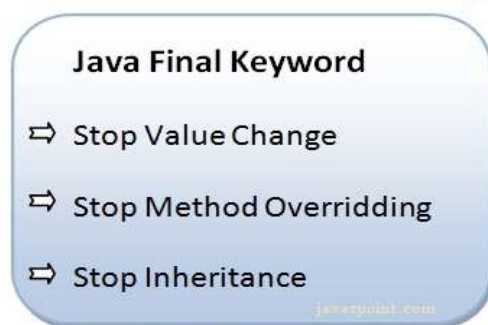 Java Final Keyword
⇨ Stop Value Change
⇨ Stop Method Overridding
⇨ Stop Inheritance
javatpoint.com